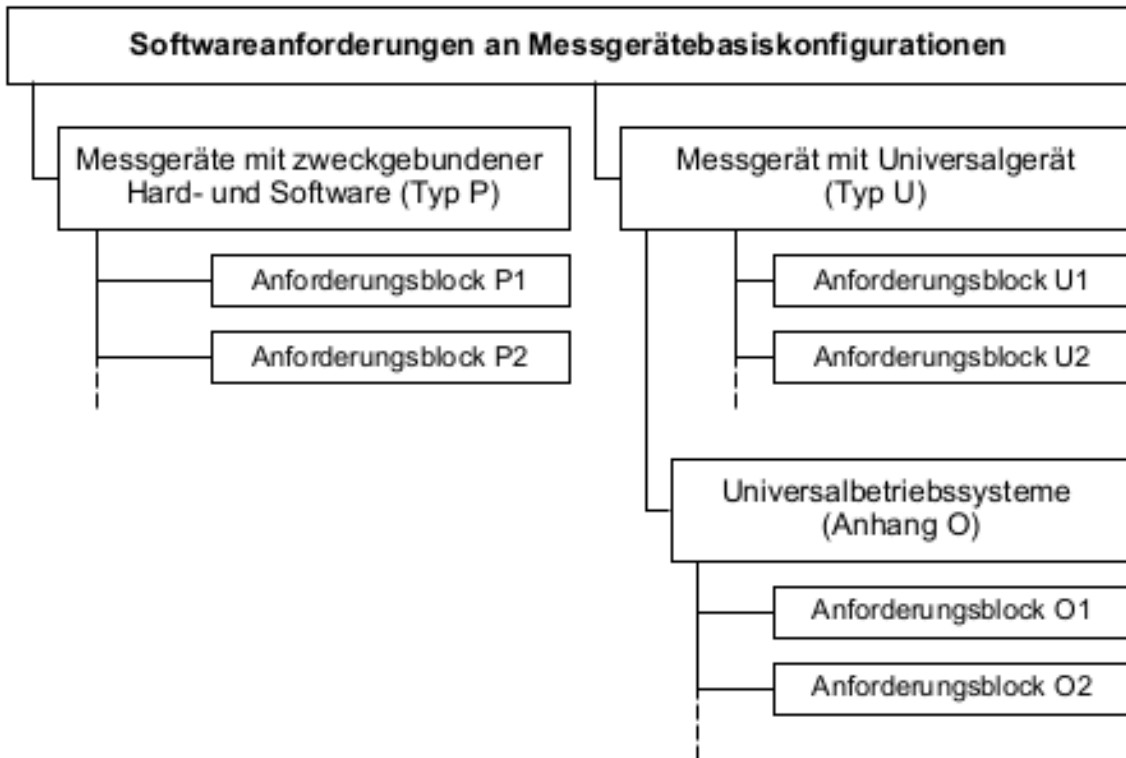 Softwareanforderungen an Messgerätebasiskonfigurationen
Messgeräte mit zweckgebundener
Hard- und Software (Typ P)
Anforderungsblock P1
Anforderungsblock P2
Messgerät mit Universalgerät
(Typ U)
Anforderungsblock U1
Anforderungsblock U2
Universalbetriebssysteme
(Anhang O)
Anforderungsblock O1
Anforderungsblock O2